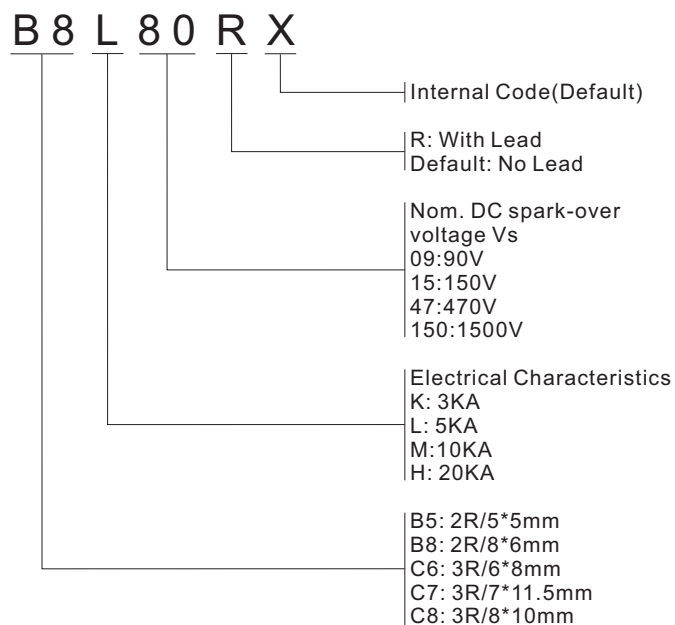 B8 L 80 R X
Internal Code(Default)
R: With Lead
Default: No Lead
Nom. DC spark-over
voltage Vs
09:90V
15:150V
47:470V
150:1500V
Electrical Characteristics
K: 3KA
L: 5KA
M:10KA
H: 20KA
B5: 2R/5*5mm
B8: 2R/8*6mm
C6: 3R/6*8mm
C7: 3R/7*11.5mm
C8: 3R/8*10mm